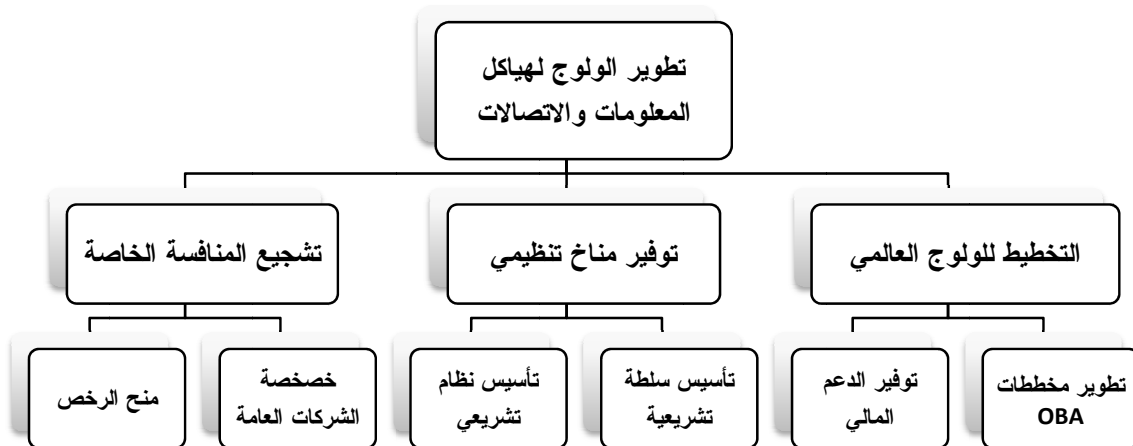 تطوير الولوج لهياكل
المعلومات والاتصالات
التخطيط للولوج العالمي
توفير مناخ تنظيمي
تشجيع المنافسة الخاصة
تطوير مخططات
OBA
توفير الدعم
المالي
تأسيس سلطة
تشريعية
تأسيس نظام
تشريعي
خصخصة
الشركات العامة
منح الرخص